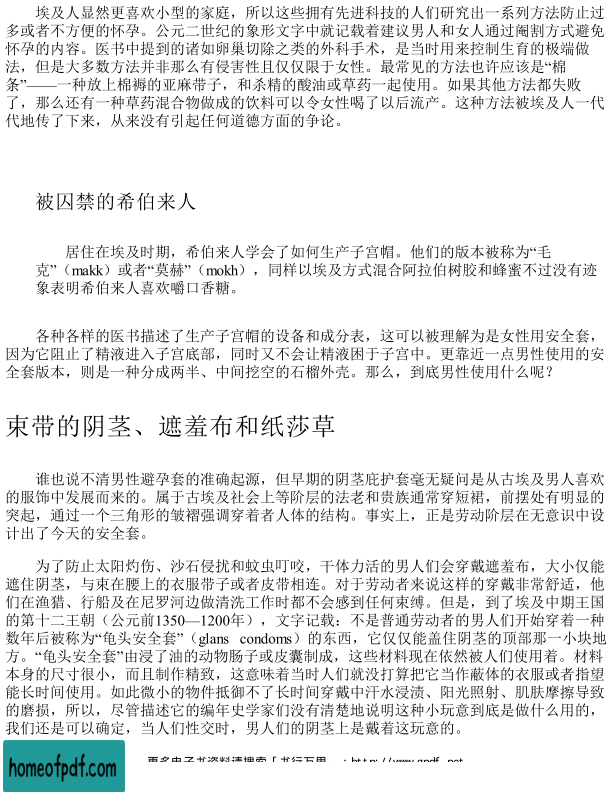 埃及人显然更喜欢小型的家庭，所以这些拥有先进科技的人们研究出一系列方法防止过
多或者不方便的怀孕。公元二世纪的象形文字中就记载着建议男人和女人通过阉割方式避免
怀孕的内容。医书中提到的诸如卵巢切除之类的外科手术，是当时用来控制生育的极端做
法，但是大多数方法并非那么有侵害性且仅仅限于女性。最常见的方法也许应该是“棉
条”——一种放上棉褥的亚麻带子，和杀精的酸油或草药一起使用。如果其他方法都失败
了，那么还有一种草药混合物做成的饮料可以令女性喝了以后流产。这种方法被埃及人一代
代地传了下来，从来没有引起任何道德方面的争论。
被囚禁的希伯来人
居住在埃及时期，希伯来人学会了如何生产子宫帽。他们的版本被称为“毛
克”（makk）或者“莫赫”（mokh），同样以埃及方式混合阿拉伯树胶和蜂蜜不过没有迹
象表明希伯来人喜欢嚼口香糖。
各种各样的医书描述了生产子宫帽的设备和成分表，这可以被理解为是女性用安全套，
因为它阻止了精液进入子宫底部，同时又不会让精液困于子宫中。更靠近一点男性使用的安
全套版本，则是一种分成两半、中间挖空的石榴外壳。那么，到底男性使用什么呢？
束带的阴茎、遮羞布和纸莎草
谁也说不清男性避孕套的准确起源，但早期的阴茎庇护套毫无疑问是从古埃及男人喜欢
的服饰中发展而来的。属于古埃及社会上等阶层的法老和贵族通常穿短裙，前摆处有明显的
突起，通过一个三角形的皱褶强调穿着者人体的结构。事实上，正是劳动阶层在无意识中设
计出了今天的安全套。
为了防止太阳灼伤、沙石侵扰和蚊虫叮咬，干体力活的男人们会穿戴遮羞布，大小仅能
遮住阴茎，与束在腰上的衣服带子或者皮带相连。对于劳动者来说这样的穿戴非常舒适，他
们在渔猎、行船及在尼罗河边做清洗工作时都不会感到任何束缚。但是，到了埃及中期王国
的第十二王朝（公元前1350—1200年），文字记载：不是普通劳动者的男人们开始穿着一种
数年后被称为“龟头安全套”（glans condoms）的东西，它仅仅能盖住阴茎的顶部那一小块地
方。“龟头安全套”由浸了油的动物肠子或皮囊制成，这些材料现在依然被人们使用着。材料
本身的尺寸很小，而且制作精致，这意味着当时人们就没打算把它当作蔽体的衣服或者指望
能长时间使用。如此微小的物件抵御不了长时间穿戴中汗水浸渍、阳光照射、肌肤摩擦导致
的磨损，所以，尽管描述它的编年史学家们没有清楚地说明这种小玩意到底是做什么用的，
我们还是可以确定，当人们性交时，男人们的阴茎上是戴着这玩意的。
homeofpdf.com